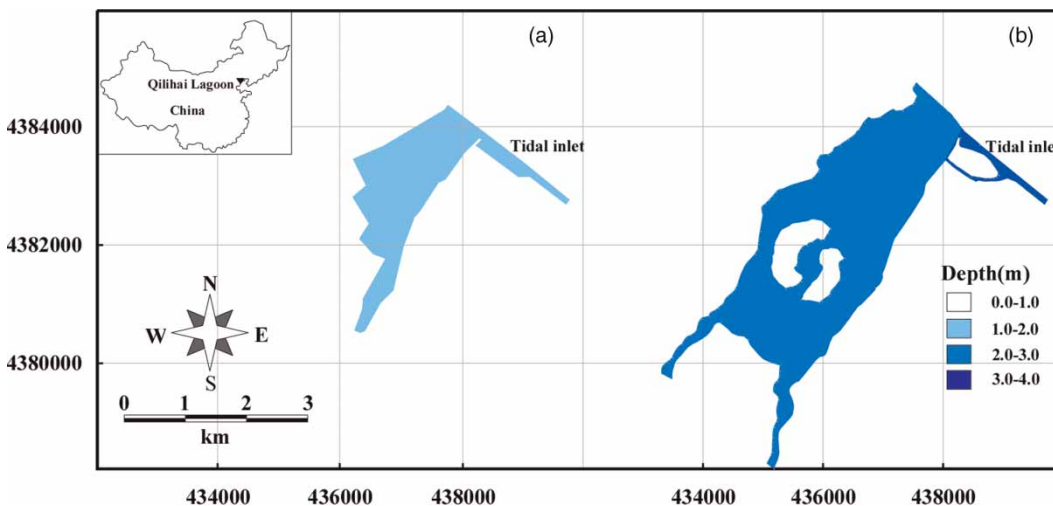 (a)
(b)
Qilihai Lagoon
China
4384000
Tidal inlet
Tidal inlet
4382000
N
W E
S
Depth(m)
0.0-1.0
1.0-2.0
2.0-3.0
3.0-4.0
4380000
0 1 2 3
km
434000 436000 438000 434000 436000 438000